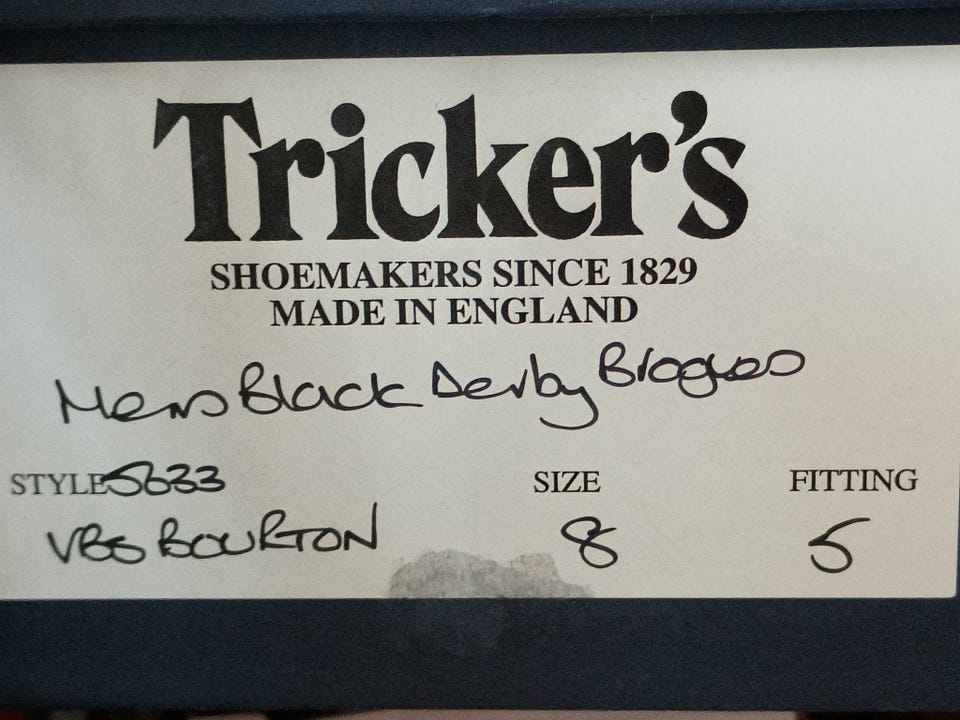 Tricker's
SHOEMAKERS SINCE 1829
MADE IN ENGLAND
Mens Black Derby Brogues
STYLE 5633 SIZE FITTING
VBS BOURTON 8 5